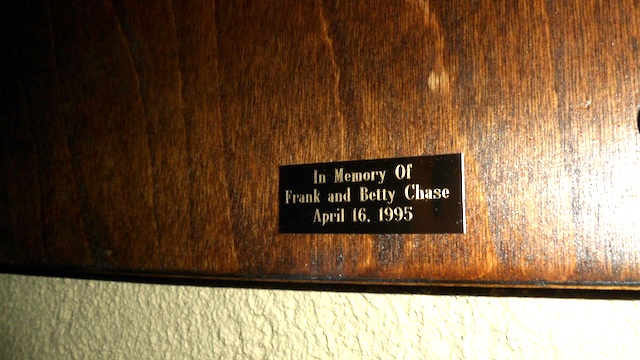 In Memory Of
Frank and Betty Chase
April 16, 1995